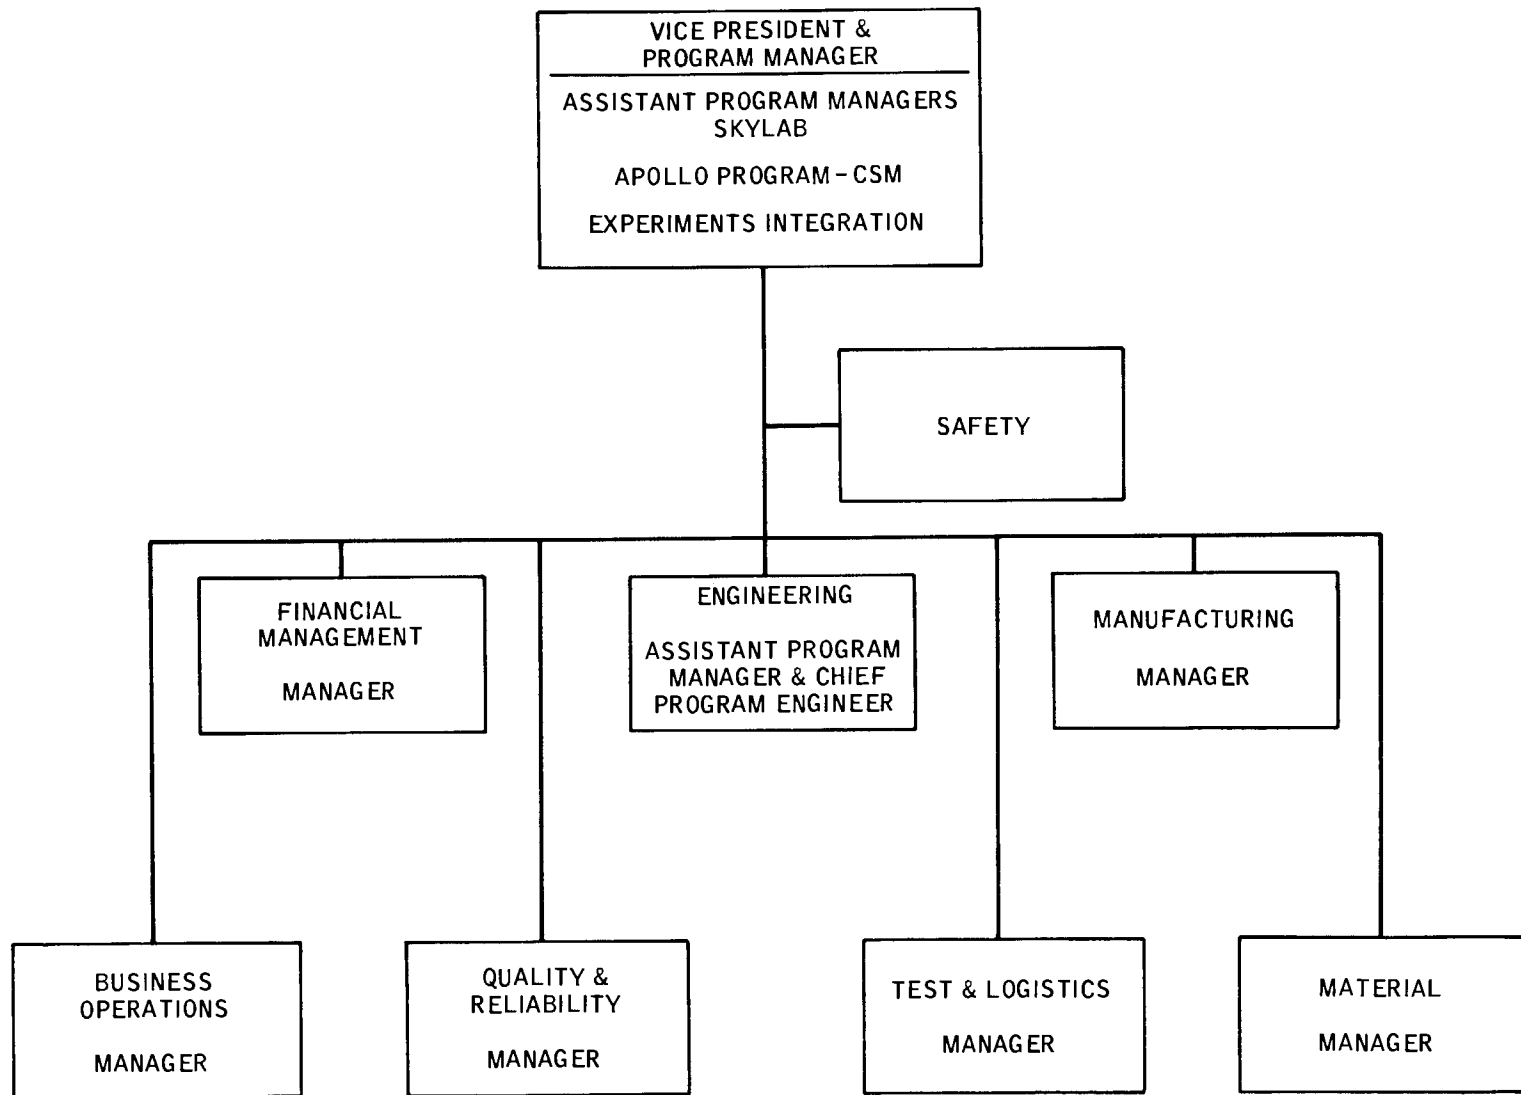 VICE PRESIDENT &
PROGRAM MANAGER
ASSISTANT PROGRAM MANAGERS
SKYLAB
APOLLO PROGRAM - CSM
EXPERIMENTS INTEGRATION
SAFETY
FINANCIAL
MANAGEMENT
MANAGER
ENGINEERING
ASSISTANT PROGRAM
MANAGER & CHIEF
PROGRAM ENGINEER
MANUFACTURING
MANAGER
BUSINESS
OPERATIONS
MANAGER
QUALITY &
RELIABILITY
MANAGER
TEST & LOGISTICS
MANAGER
MATERIAL
MANAGER